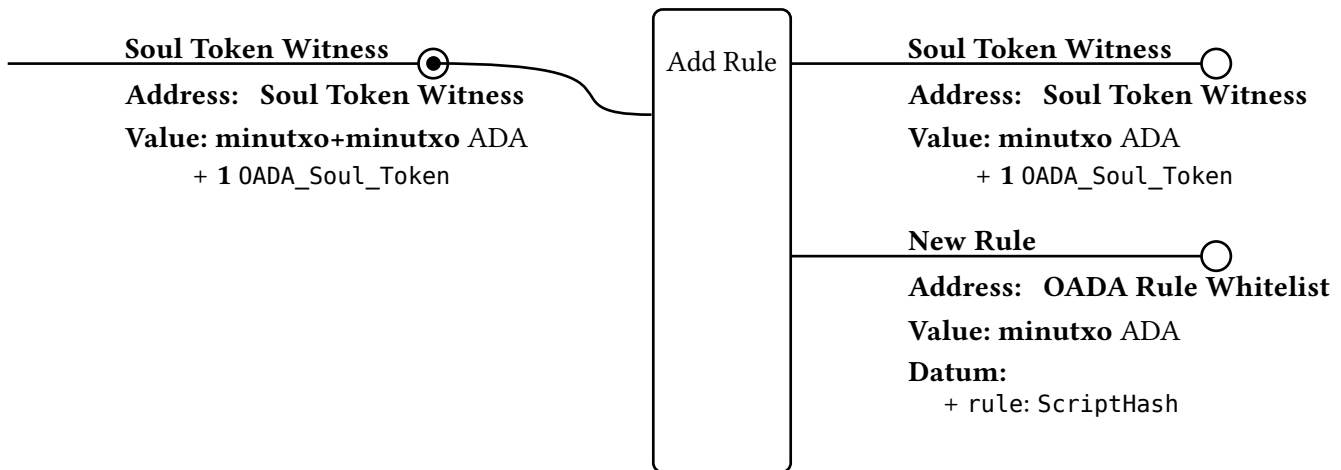 Soul Token Witness
Address: Soul Token Witness
Value: minutxo+minutxo ADA
+ 1 OADA_Soul_Token
Add Rule
Soul Token Witness
Address: Soul Token Witness
Value: minutxo ADA
+ 1 OADA_Soul_Token
New Rule
Address: OADA Rule Whitelist
Value: minutxo ADA
Datum:
+ rule: ScriptHash